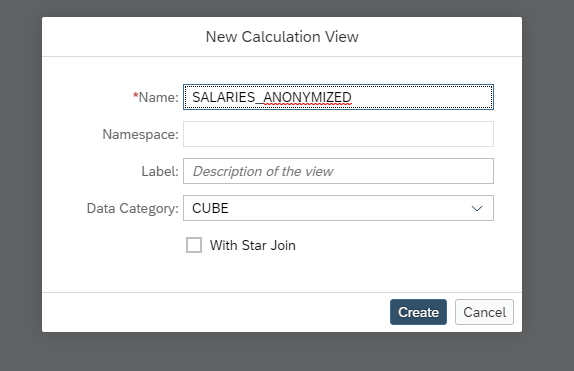 New Calculation View
*Name: SALARIES_ANONYMIZED
Namespace:
Label: Description of the view
Data Category: CUBE
With Star Join
Create Cancel